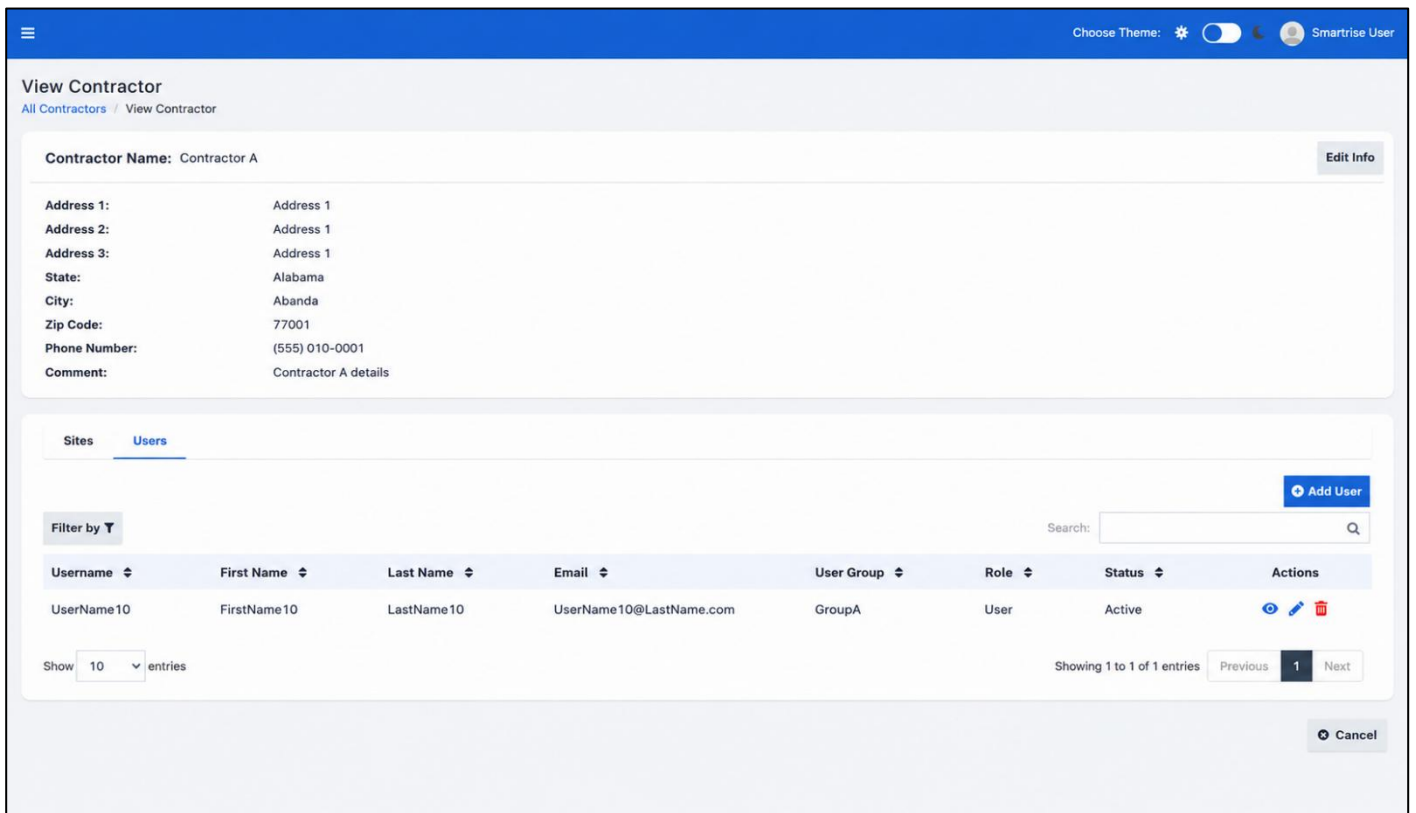 Choose Theme: Smartrise User
View Contractor
All Contractors / View Contractor
Contractor Name: Contractor A Edit Info
Address 1: Address 1
Address 2: Address 1
Address 3: Address 1
State: Alabama
City: Abanda
Zip Code: 77001
Phone Number: (555) 010-0001
Comment: Contractor A details
Sites Users
Add User
Filter by Search:
Username First Name Last Name Email User Group Role Status Actions
UserName10 FirstName10 LastName10 UserName10@LastName.com GroupA User Active
Show 10 entries Showing 1 to 1 of 1 entries Previous 1 Next
Cancel